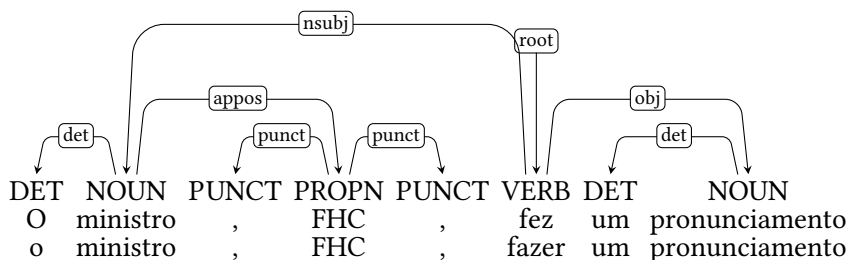 nsubj
root
appos
obj
det
punct
punct
det
DET NOUN PUNCT PROPN PUNCT VERB DET NOUN
O ministro , FHC , fez um pronunciamento
o ministro , FHC , fazer um pronunciamento